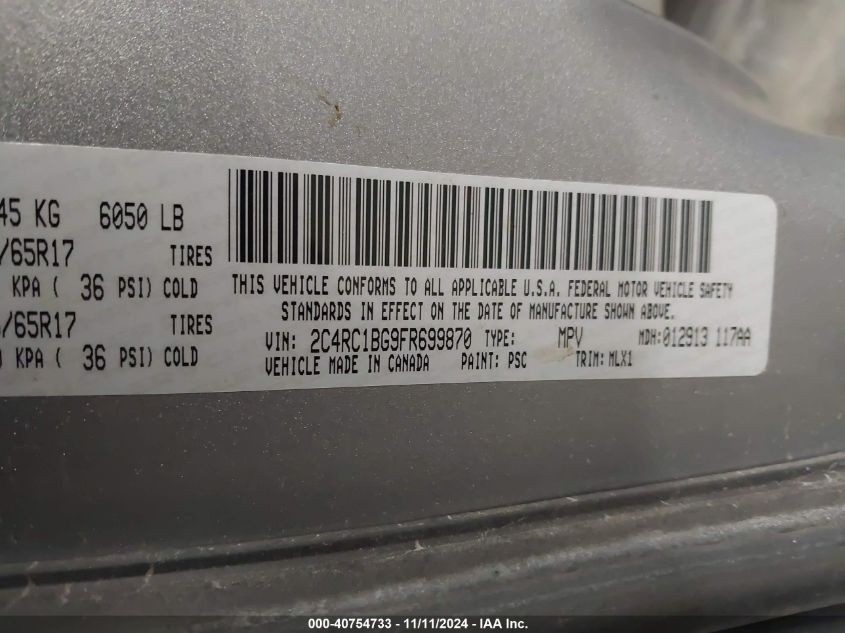 45 KG 6050 LB
/65R17 TIRES
KPA ( 36 PSI) COLD
/65R17 TIRES
KPA ( 36 PSI) COLD
THIS VEHICLE CONFORMS TO ALL APPLICABLE U.S.A. FEDERAL MOTOR VEHICLE SAFETY
STANDARDS IN EFFECT ON THE DATE OF MANUFACTURE SHOWN ABOVE.
VIN: 2C4RC1BG9FR699870 TYPE: MPV MDH:012913 117AA
VEHICLE MADE IN CANADA PAINT: PSC TRIM: MLX1
000-40754733 - 11/11/2024 - IAA Inc.